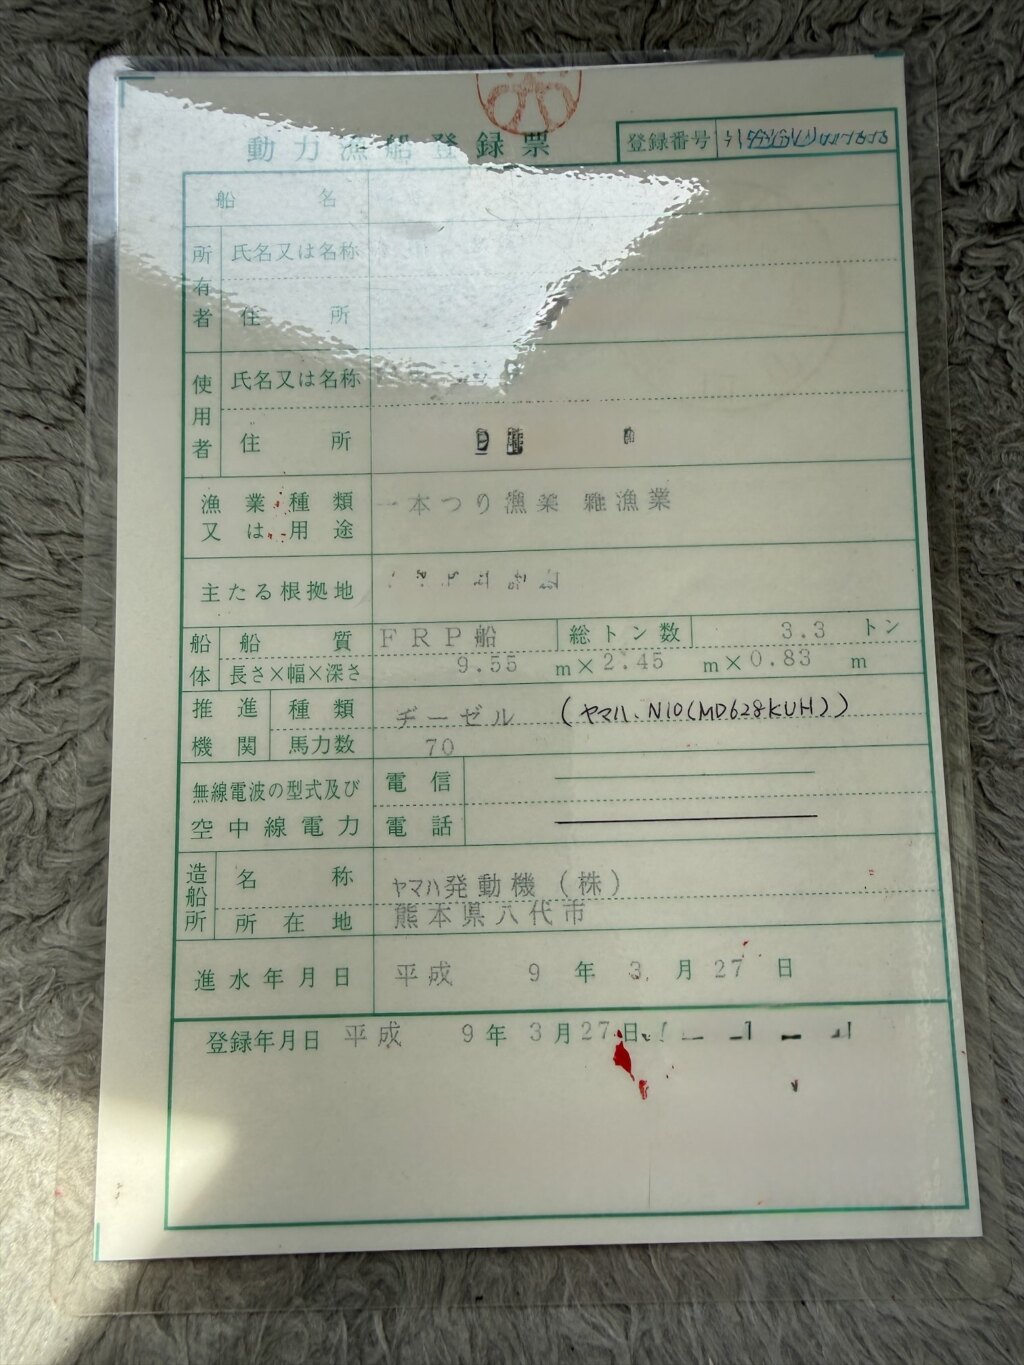 動力漁船登録票
登録番号
船名
所有者
氏名又は名称
住所
使用者
氏名又は名称
住所
漁業種類又は用途
一本つり漁業 雑漁業
主たる根拠地
船体
船質 FRP船 総トン数 3.3 トン
長さ×幅×深さ 9.55 m×2.45 m×0.83 m
推進機関
種類 ヂーゼル (ヤマハ、N10(MD628KUH))
馬力数 70
無線電波の型式及び空中線電力
電信
電話
造船所
名称 ヤマハ発動機(株)
所在地 熊本県八代市
進水年月日 平成 9 年 3 月 27 日
登録年月日 平成 9 年 3 月 27 日